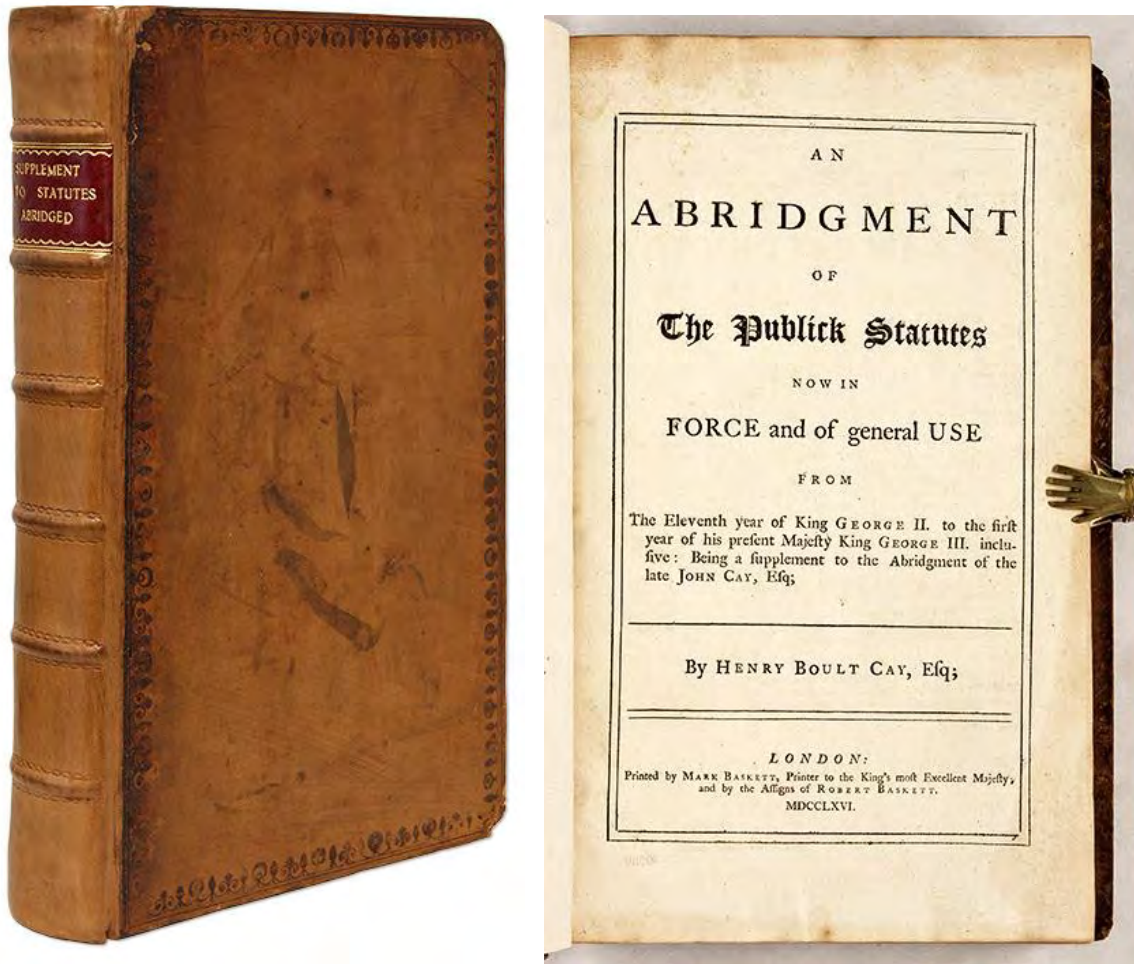 SUPPLEMENT
TO STATUTES
ABRIDGED
AN
ABRIDGMENT
OF
The Publick Statutes
NOW IN
FORCE and of general USE
FROM
The Eleventh year of King GEORGE II. to the firſt
year of his preſent Majeſty King GEORGE III. inclu-
ſive: Being a ſupplement to the Abridgment of the
late JOHN CAY, Eſq;
By HENRY BOULT CAY, Eſq;
LONDON:
Printed by MARK BASKETT, Printer to the King's moſt Excellent Majeſty;
and by the Aſſigns of ROBERT BASKETT.
MDCCLXVI.